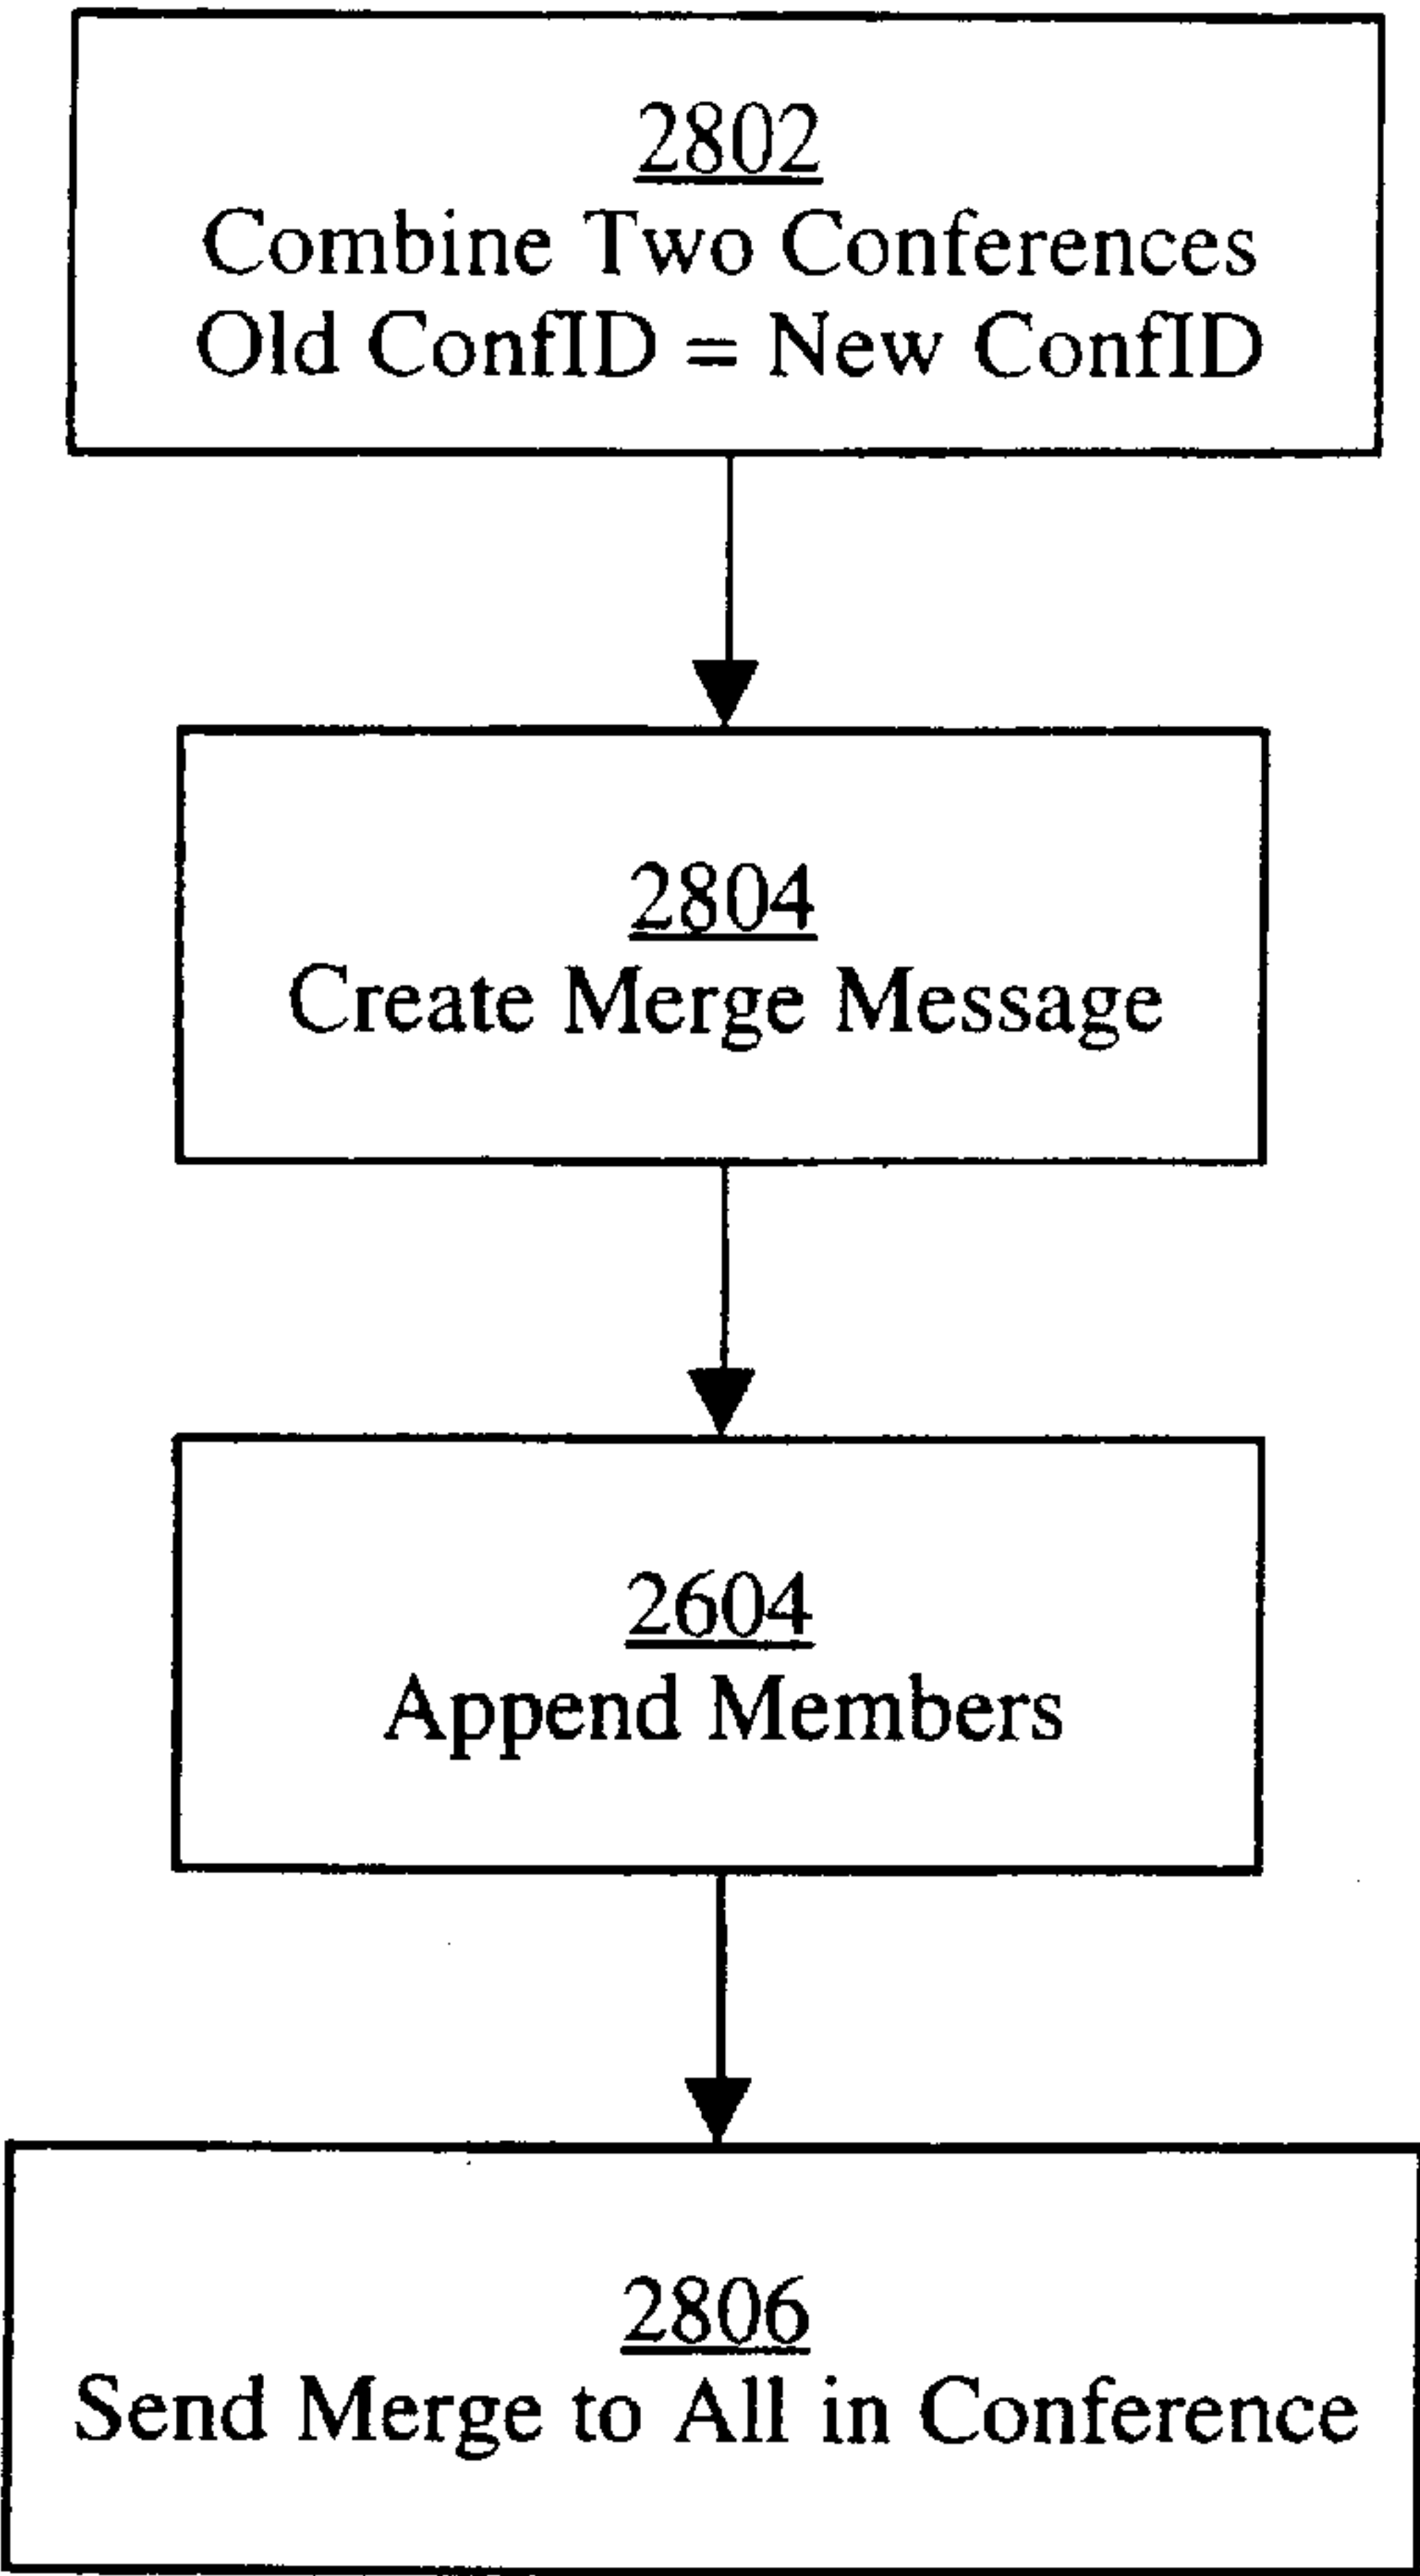 2802
Combine Two Conferences
Old ConfID = New ConfID
2804
Create Merge Message
2604
Append Members
2806
Send Merge to All in Conference